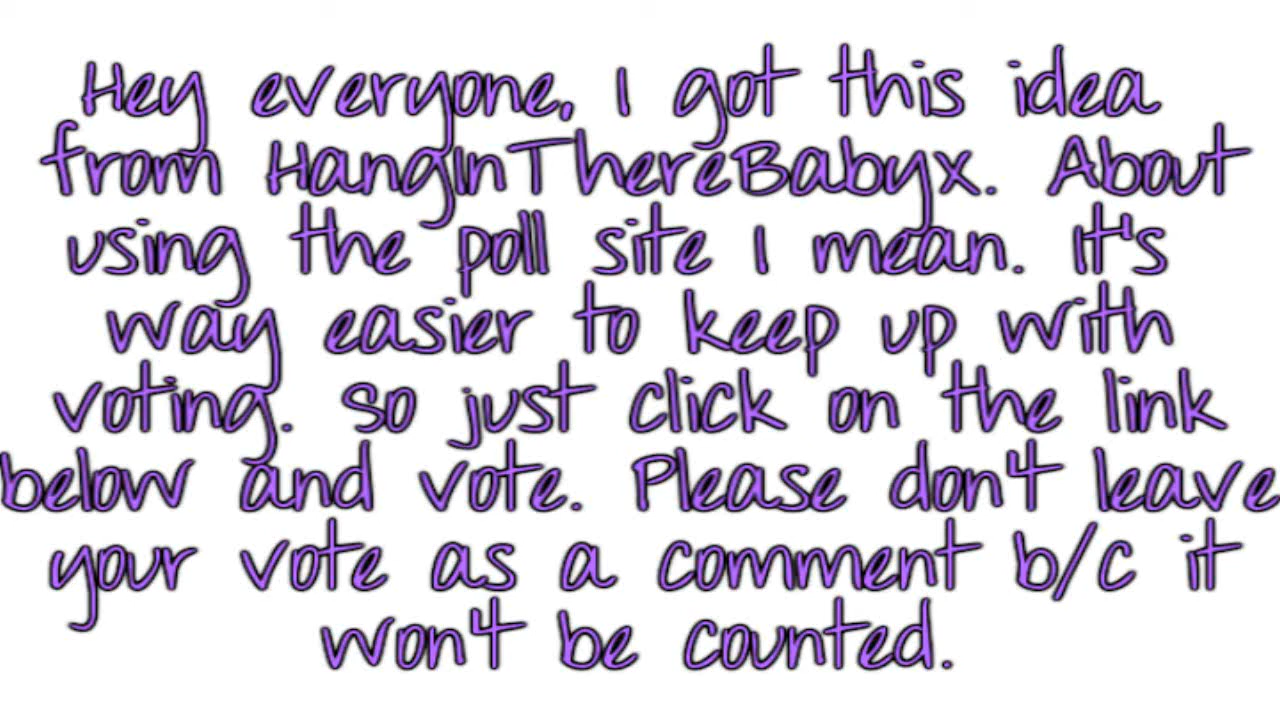 Hey everyone, I got this idea
from HangInThereBabyx. About
using the poll site I mean. It's
way easier to keep up with
voting. So just click on the link
below and vote. Please don't leave
your vote as a comment b/c it
won't be counted.